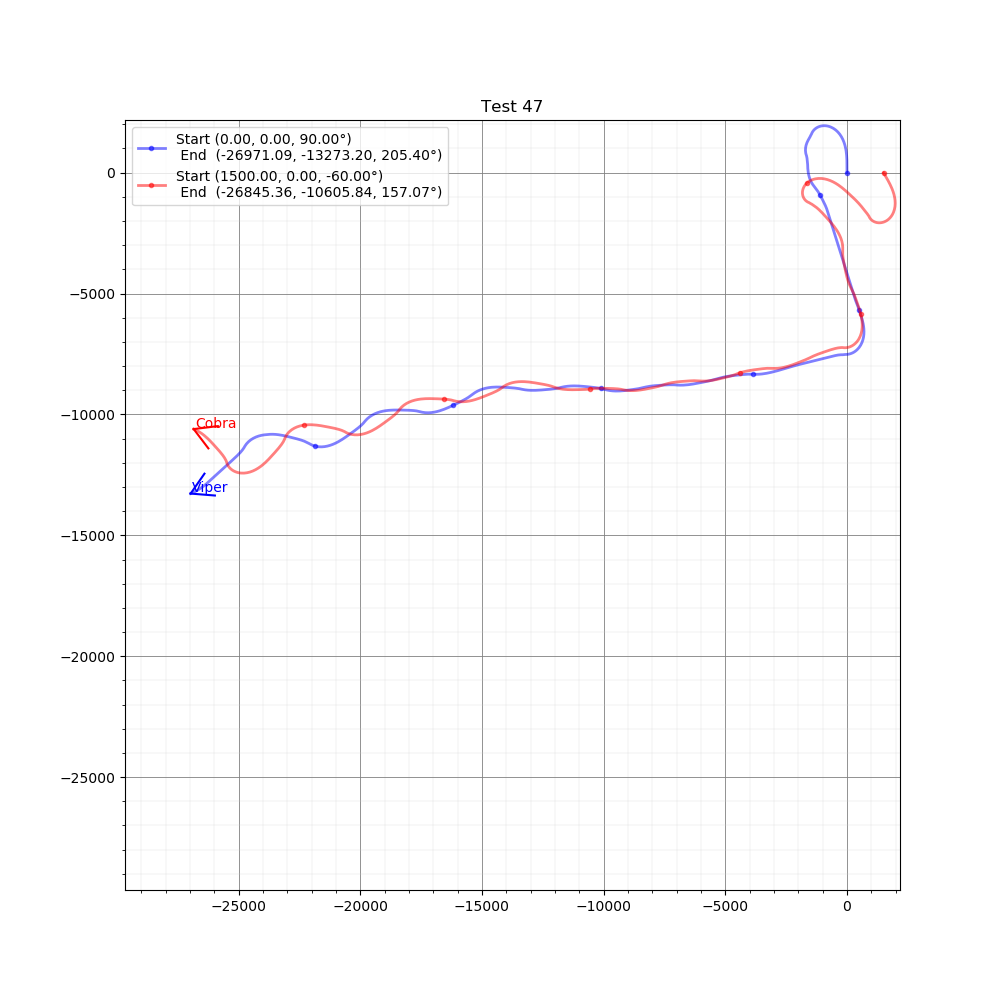 Test 47
Start (0.00, 0.00, 90.00°)
End (-26971.09, -13273.20, 205.40°)
Start (1500.00, 0.00, -60.00°)
End (-26845.36, -10605.84, 157.07°)
0
−5000
−10000
−15000
−20000
−25000
Cobra
Viper
−25000
−20000
−15000
−10000
−5000
0